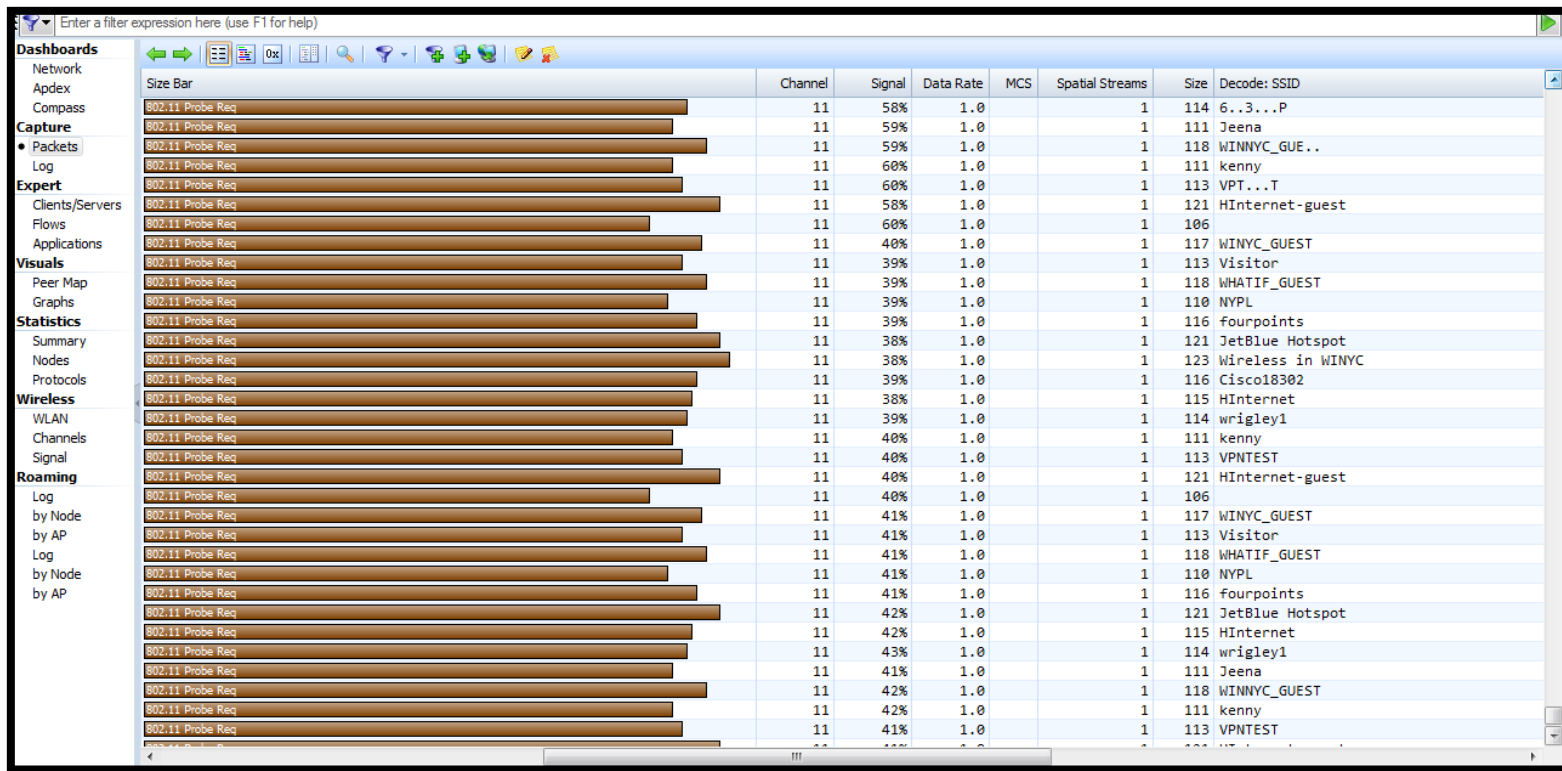 Enter a filter expression here (use F1 for help)
Dashboards
Network
Apdex
Compass
Capture
Packets
Log
Expert
Clients/Servers
Flows
Applications
Visuals
Peer Map
Graphs
Statistics
Summary
Nodes
Protocols
Wireless
WLAN
Channels
Signal
Roaming
Log
by Node
by AP
Log
by Node
by AP
0x
Size Bar Channel Signal Data Rate MCS Spatial Streams Size Decode: SSID
802.11 Probe Req 11 58% 1.0 1 114 6..3...P
802.11 Probe Req 11 59% 1.0 1 111 Jeena
802.11 Probe Req 11 59% 1.0 1 118 WINNYC_GUE..
802.11 Probe Req 11 60% 1.0 1 111 kenny
802.11 Probe Req 11 60% 1.0 1 113 VPT...T
802.11 Probe Req 11 58% 1.0 1 121 HInternet-guest
802.11 Probe Req 11 60% 1.0 1 106
802.11 Probe Req 11 40% 1.0 1 117 WINYC_GUEST
802.11 Probe Req 11 39% 1.0 1 113 Visitor
802.11 Probe Req 11 39% 1.0 1 118 WHATIF_GUEST
802.11 Probe Req 11 39% 1.0 1 110 NYPL
802.11 Probe Req 11 39% 1.0 1 116 fourpoints
802.11 Probe Req 11 38% 1.0 1 121 JetBlue Hotspot
802.11 Probe Req 11 38% 1.0 1 123 Wireless in WINYC
802.11 Probe Req 11 39% 1.0 1 116 Cisco18302
802.11 Probe Req 11 38% 1.0 1 115 HInternet
802.11 Probe Req 11 39% 1.0 1 114 wrigley1
802.11 Probe Req 11 40% 1.0 1 111 kenny
802.11 Probe Req 11 40% 1.0 1 113 VPNTEST
802.11 Probe Req 11 40% 1.0 1 121 HInternet-guest
802.11 Probe Req 11 40% 1.0 1 106
802.11 Probe Req 11 41% 1.0 1 117 WINYC_GUEST
802.11 Probe Req 11 41% 1.0 1 113 Visitor
802.11 Probe Req 11 41% 1.0 1 118 WHATIF_GUEST
802.11 Probe Req 11 41% 1.0 1 110 NYPL
802.11 Probe Req 11 41% 1.0 1 116 fourpoints
802.11 Probe Req 11 42% 1.0 1 121 JetBlue Hotspot
802.11 Probe Req 11 42% 1.0 1 115 HInternet
802.11 Probe Req 11 43% 1.0 1 114 wrigley1
802.11 Probe Req 11 41% 1.0 1 111 Jeena
802.11 Probe Req 11 42% 1.0 1 118 WINNYC_GUEST
802.11 Probe Req 11 42% 1.0 1 111 kenny
802.11 Probe Req 11 41% 1.0 1 113 VPNTEST